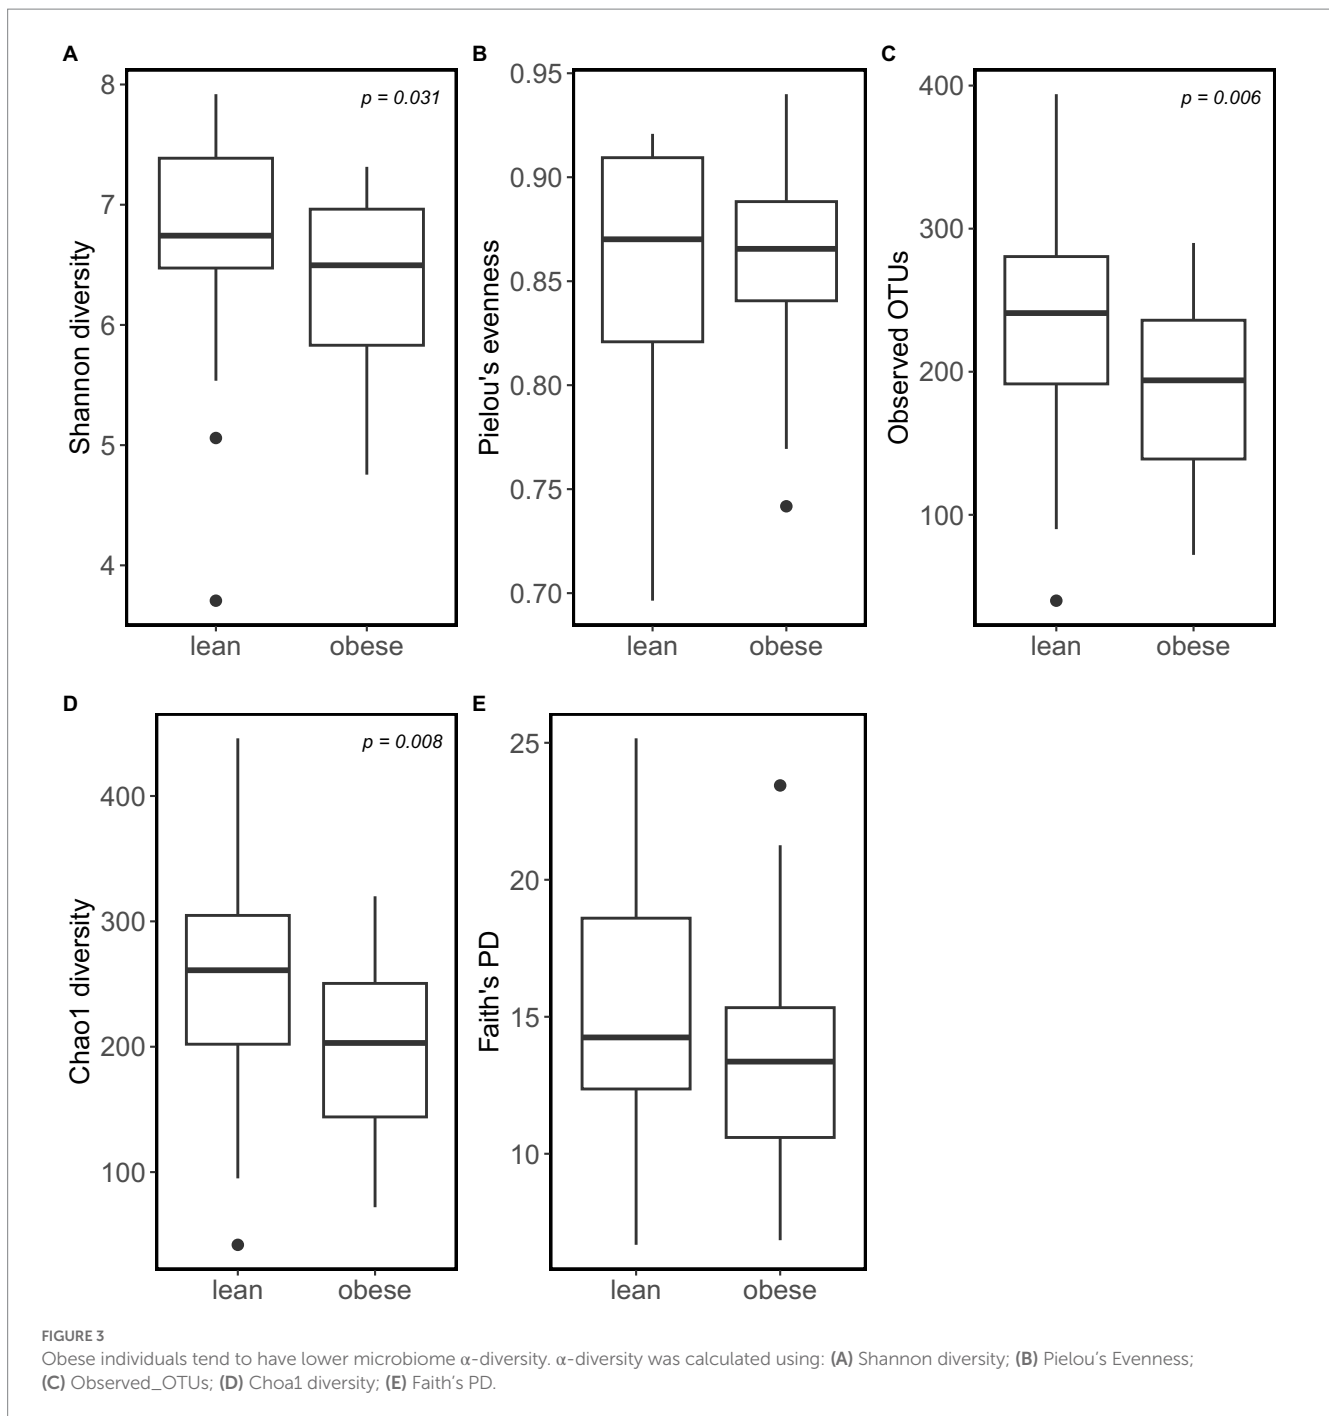 A
8
7
6
5
4
Shannon diversity
p = 0.031
lean
obese
B
0.95
0.90
0.85
0.80
0.75
0.70
Pielou's evenness
lean
obese
C
400
300
200
100
Observed OTUs
p = 0.006
lean
obese
D
400
300
200
100
Chao1 diversity
p = 0.008
lean
obese
E
25
20
15
10
Faith's PD
lean
obese
FIGURE 3
Obese individuals tend to have lower microbiome α-diversity. α-diversity was calculated using: (A) Shannon diversity; (B) Pielou's Evenness;
(C) Observed_OTUs; (D) Choa1 diversity; (E) Faith's PD.